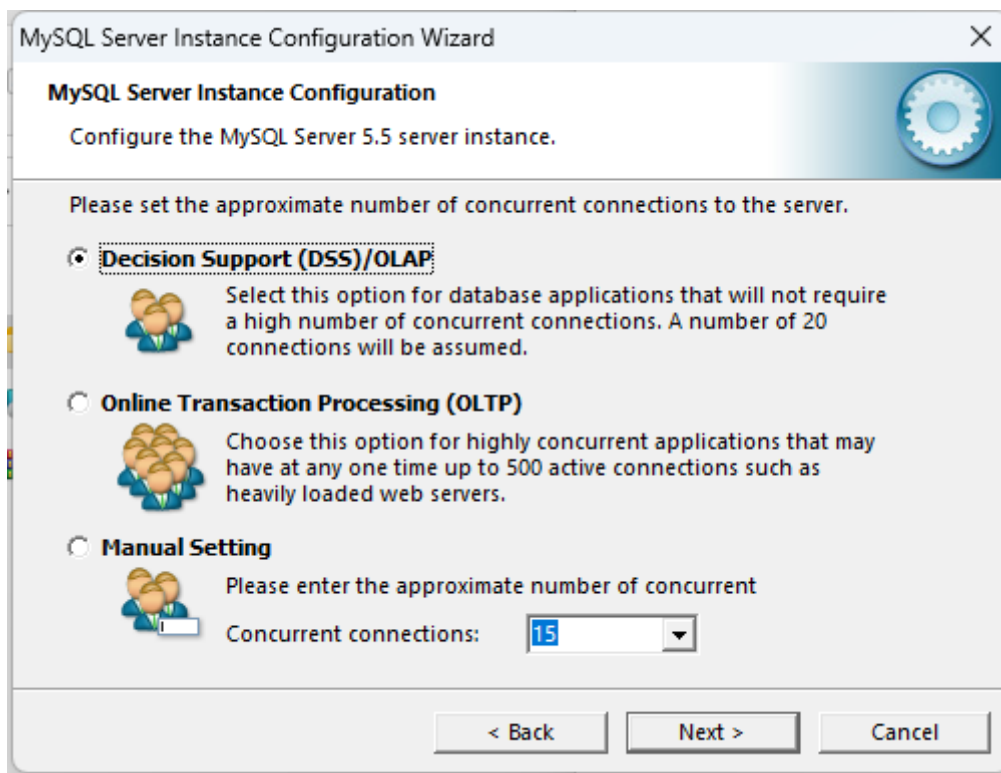 MySQL Server Instance Configuration Wizard
MySQL Server Instance Configuration
Configure the MySQL Server 5.5 server instance.
Please set the approximate number of concurrent connections to the server.
Decision Support (DSS)/OLAP
Select this option for database applications that will not require
a high number of concurrent connections. A number of 20
connections will be assumed.
Online Transaction Processing (OLTP)
Choose this option for highly concurrent applications that may
have at any one time up to 500 active connections such as
heavily loaded web servers.
Manual Setting
Please enter the approximate number of concurrent
Concurrent connections: 15
< Back Next > Cancel